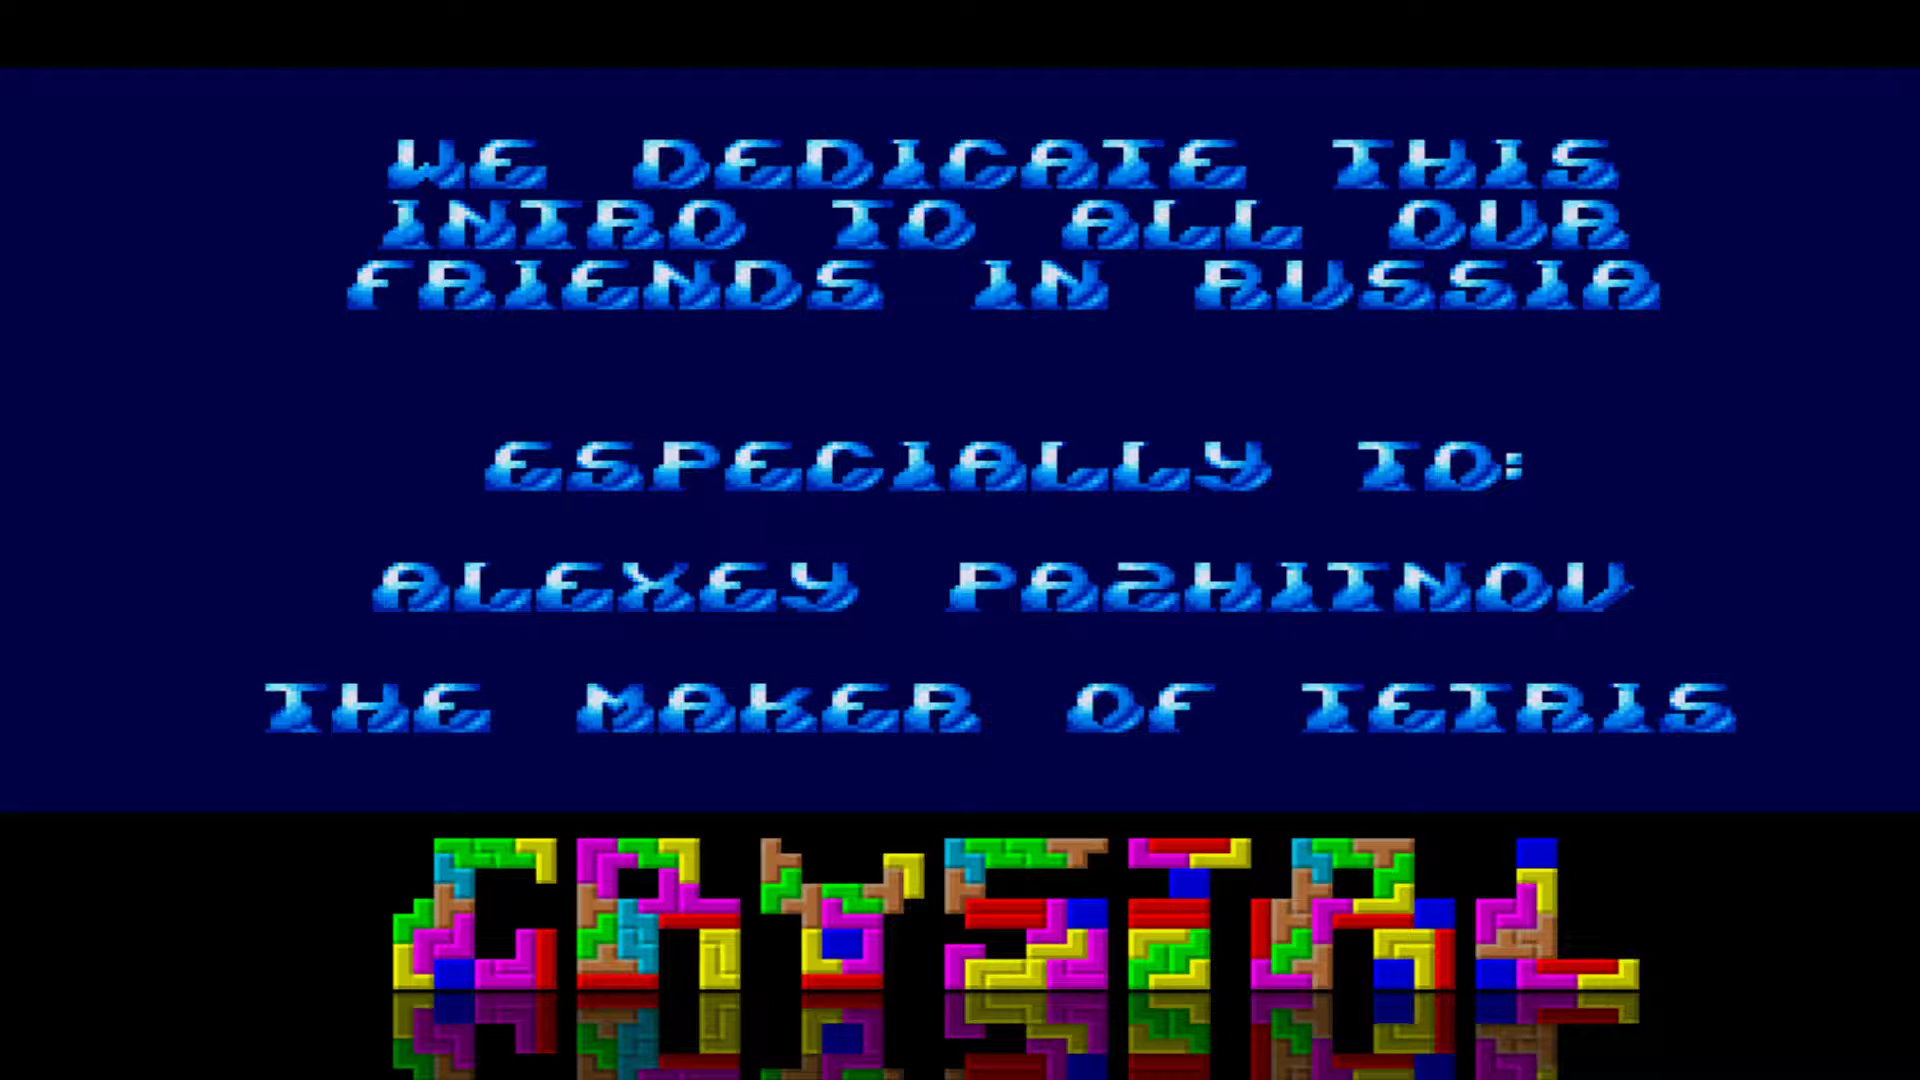 WE DEDICATE THIS
INTRO TO ALL OUR
FRIENDS IN RUSSIA
ESPECIALLY TO:
ALEXEY PAZHITNOV
THE MAKER OF TETRIS
CRYSTAL